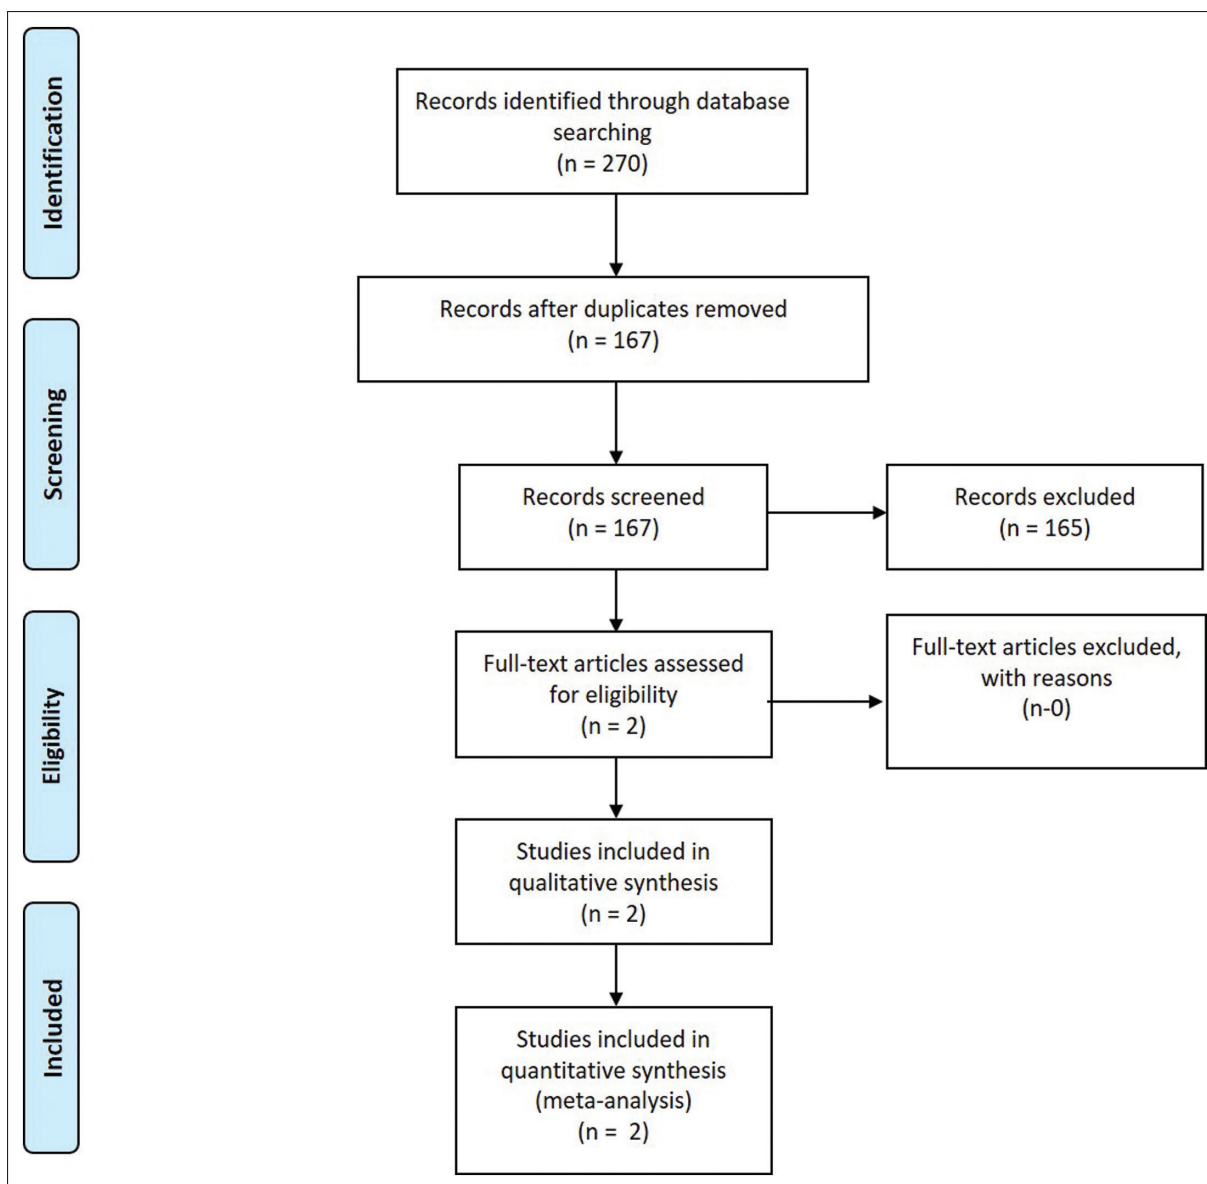 Identification
Records identified through database
searching
(n = 270)
Records after duplicates removed
(n = 167)
Screening
Records screened
(n = 167)
Records excluded
(n = 165)
Eligibility
Full-text articles assessed
for eligibility
(n = 2)
Full-text articles excluded,
with reasons
(n-0)
Studies included in
qualitative synthesis
(n = 2)
Included
Studies included in
quantitative synthesis
(meta-analysis)
(n = 2)